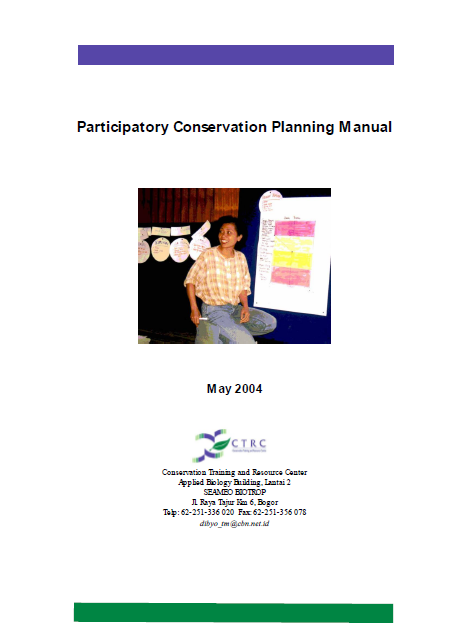 Participatory Conservation Planning Manual
May 2004
CTRC
Conservation Training and Resource Center
Applied Biology Building, Lantai 2
SEAMEO BIOTROP
Jl. Raya Tajur Km 6, Bogor
Telp: 62-251-336 020 Fax: 62-251-356 078
dibyo_tm@cbn.net.id